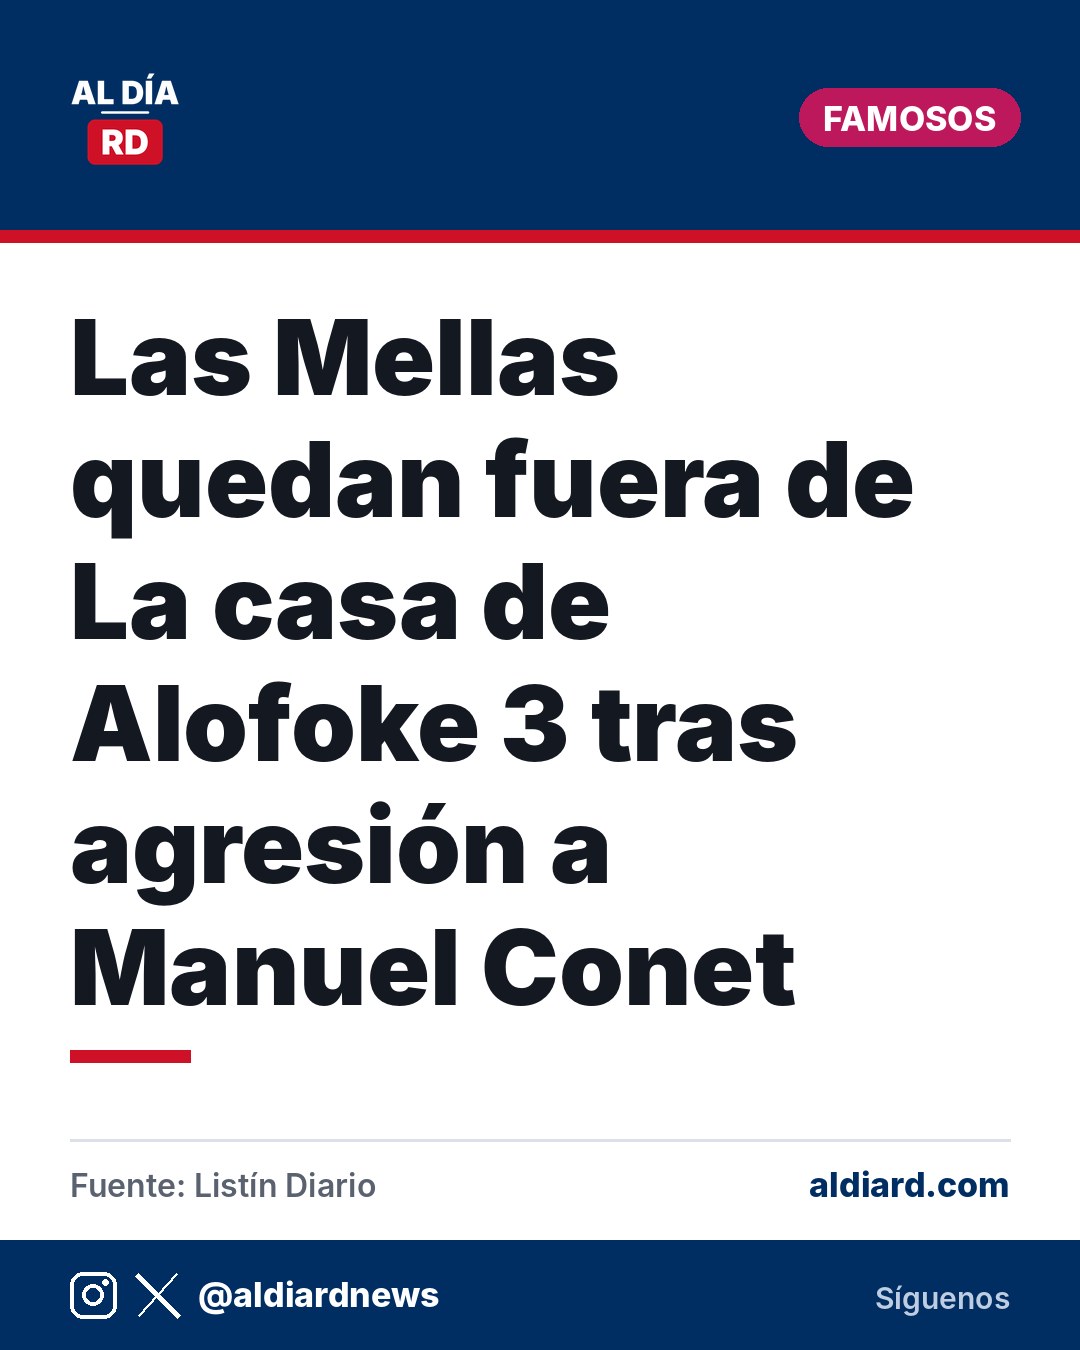 AL DÍA
RD
FAMOSOS
Las Mellas
quedan fuera de
La casa de
Alofoke 3 tras
agresión a
Manuel Conet
Fuente: Listín Diario
aldiard.com
@aldiardnews
Síguenos